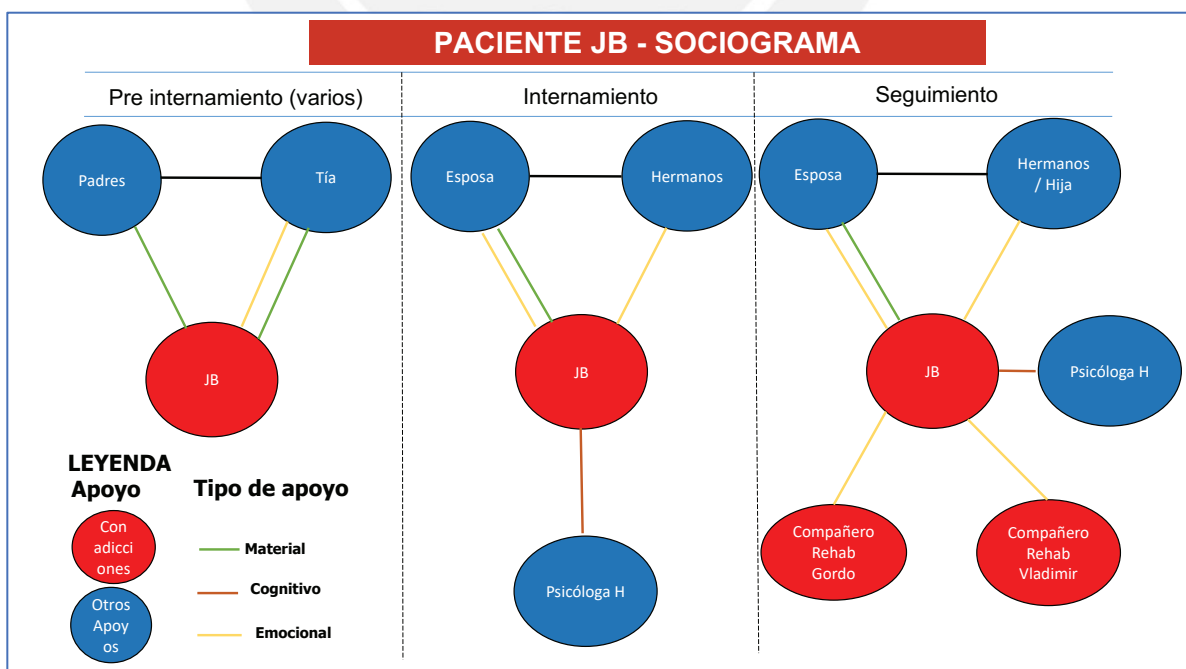 PACIENTE JB - SOCIOGRAMA
Pre internamiento (varios)
Internamiento
Seguimiento
Padres
Tía
JB
Esposa
Hermanos
JB
Psicóloga H
Esposa
Hermanos
/ Hija
JB
Psicóloga H
Compañero
Rehab
Gordo
Compañero
Rehab
Vladimir
LEYENDA
Apoyo
Con
adicci
ones
Otros
Apoy
os
Tipo de apoyo
Material
Cognitivo
Emocional